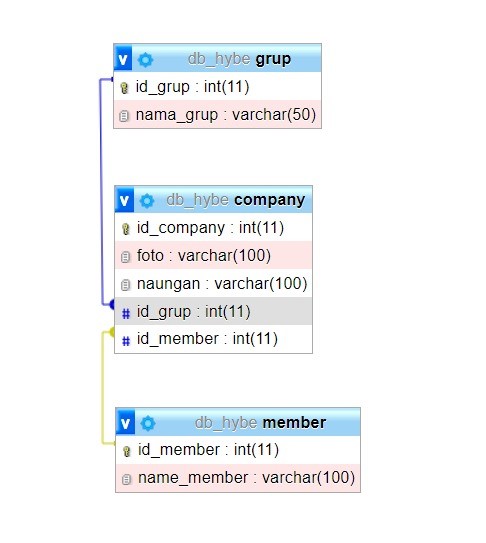 v db_hybe grup
id_grup : int(11)
nama_grup : varchar(50)
v db_hybe company
id_company : int(11)
foto : varchar(100)
naungan : varchar(100)
# id_grup : int(11)
# id_member : int(11)
v db_hybe member
id_member : int(11)
name_member : varchar(100)